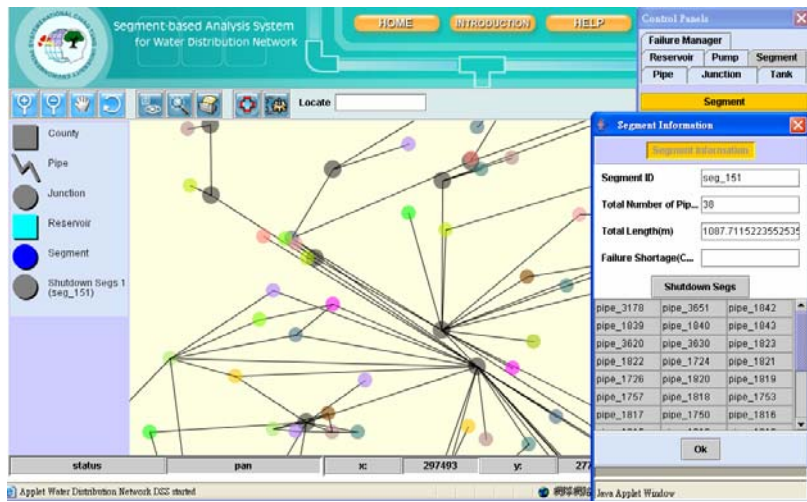 Segment-based Analysis System
for Water Distribution Network
HOME
INTRODUCTION
HELP
Control Panels
Failure Manager
Reservoir Pump Segment
Pipe Junction Tank
Segment
Locate
County
Pipe
Junction
Reservoir
Segment
Shutdown Segs 1
(seg_151)
Segment Information
Segment Information
Segment ID seg_151
Total Number of Pip... 38
Total Length(m) 1087.7115223552535
Failure Shortage(C...
Shutdown Segs
pipe_3178 pipe_3651 pipe_1842
pipe_1839 pipe_1840 pipe_1843
pipe_3620 pipe_3630 pipe_1823
pipe_1822 pipe_1724 pipe_1821
pipe_1726 pipe_1820 pipe_1819
pipe_1757 pipe_1818 pipe_1753
pipe_1817 pipe_1750 pipe_1816
Ok
status pan x: 297493 y: 277
Applet Water Distribution Network DSS started
Java Applet Window